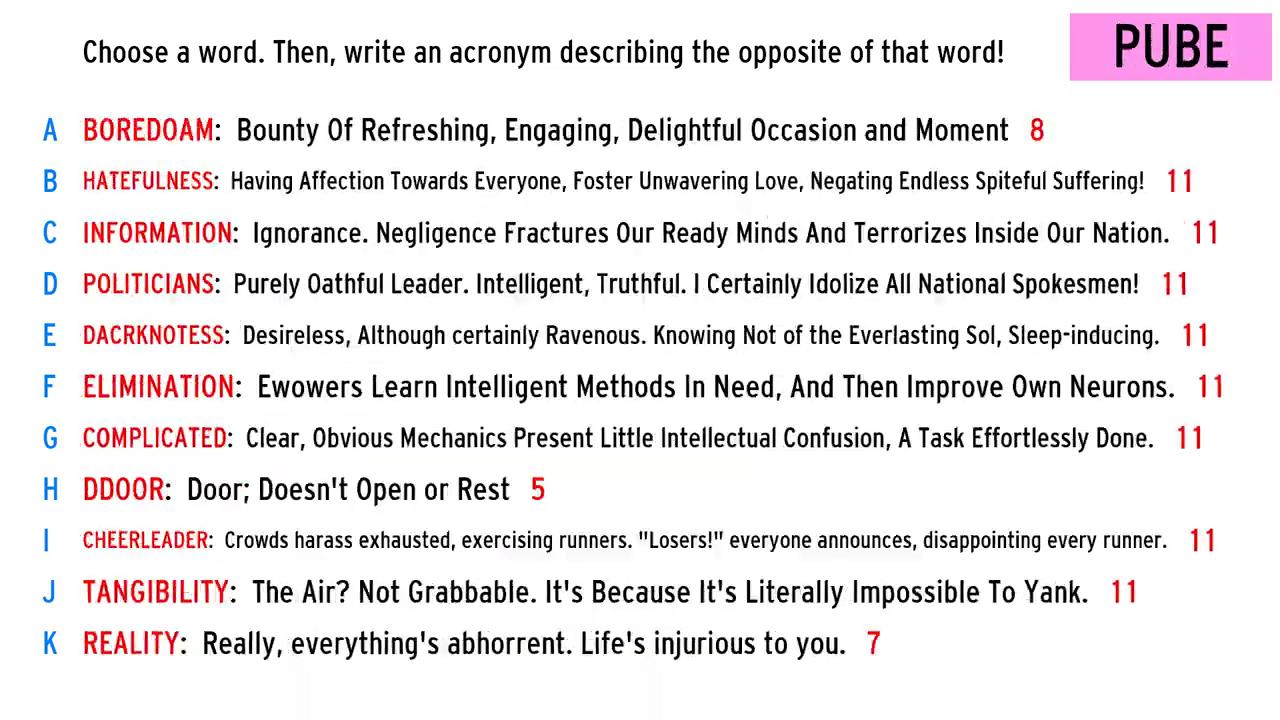 Choose a word. Then, write an acronym describing the opposite of that word!
PUBE
A BOREDOAM: Bounty Of Refreshing, Engaging, Delightful Occasion and Moment 8
B HATEFULNESS: Having Affection Towards Everyone, Foster Unwavering Love, Negating Endless Spiteful Suffering! 11
C INFORMATION: Ignorance. Negligence Fractures Our Ready Minds And Terrorizes Inside Our Nation. 11
D POLITICIANS: Purely Oathful Leader. Intelligent, Truthful. I Certainly Idolize All National Spokesmen! 11
E DACRKNOTESS: Desireless, Although certainly Ravenous. Knowing Not of the Everlasting Sol, Sleep-inducing. 11
F ELIMINATION: Ewowers Learn Intelligent Methods In Need, And Then Improve Own Neurons. 11
G COMPLICATED: Clear, Obvious Mechanics Present Little Intellectual Confusion, A Task Effortlessly Done. 11
H DDOOR: Door; Doesn't Open or Rest 5
I CHEERLEADER: Crowds harass exhausted, exercising runners. "Losers!" everyone announces, disappointing every runner. 11
J TANGIBILITY: The Air? Not Grabbable. It's Because It's Literally Impossible To Yank. 11
K REALITY: Really, everything's abhorrent. Life's injurious to you. 7